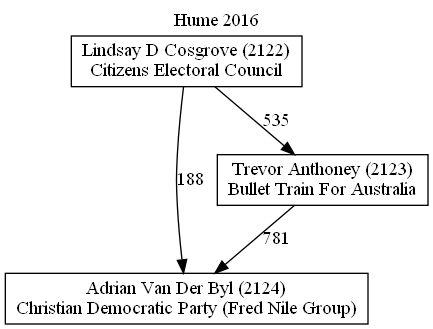 Hume 2016
Lindsay D Cosgrove (2122)
Citizens Electoral Council
535
Trevor Anthoney (2123)
Bullet Train For Australia
188
781
Adrian Van Der Byl (2124)
Christian Democratic Party (Fred Nile Group)